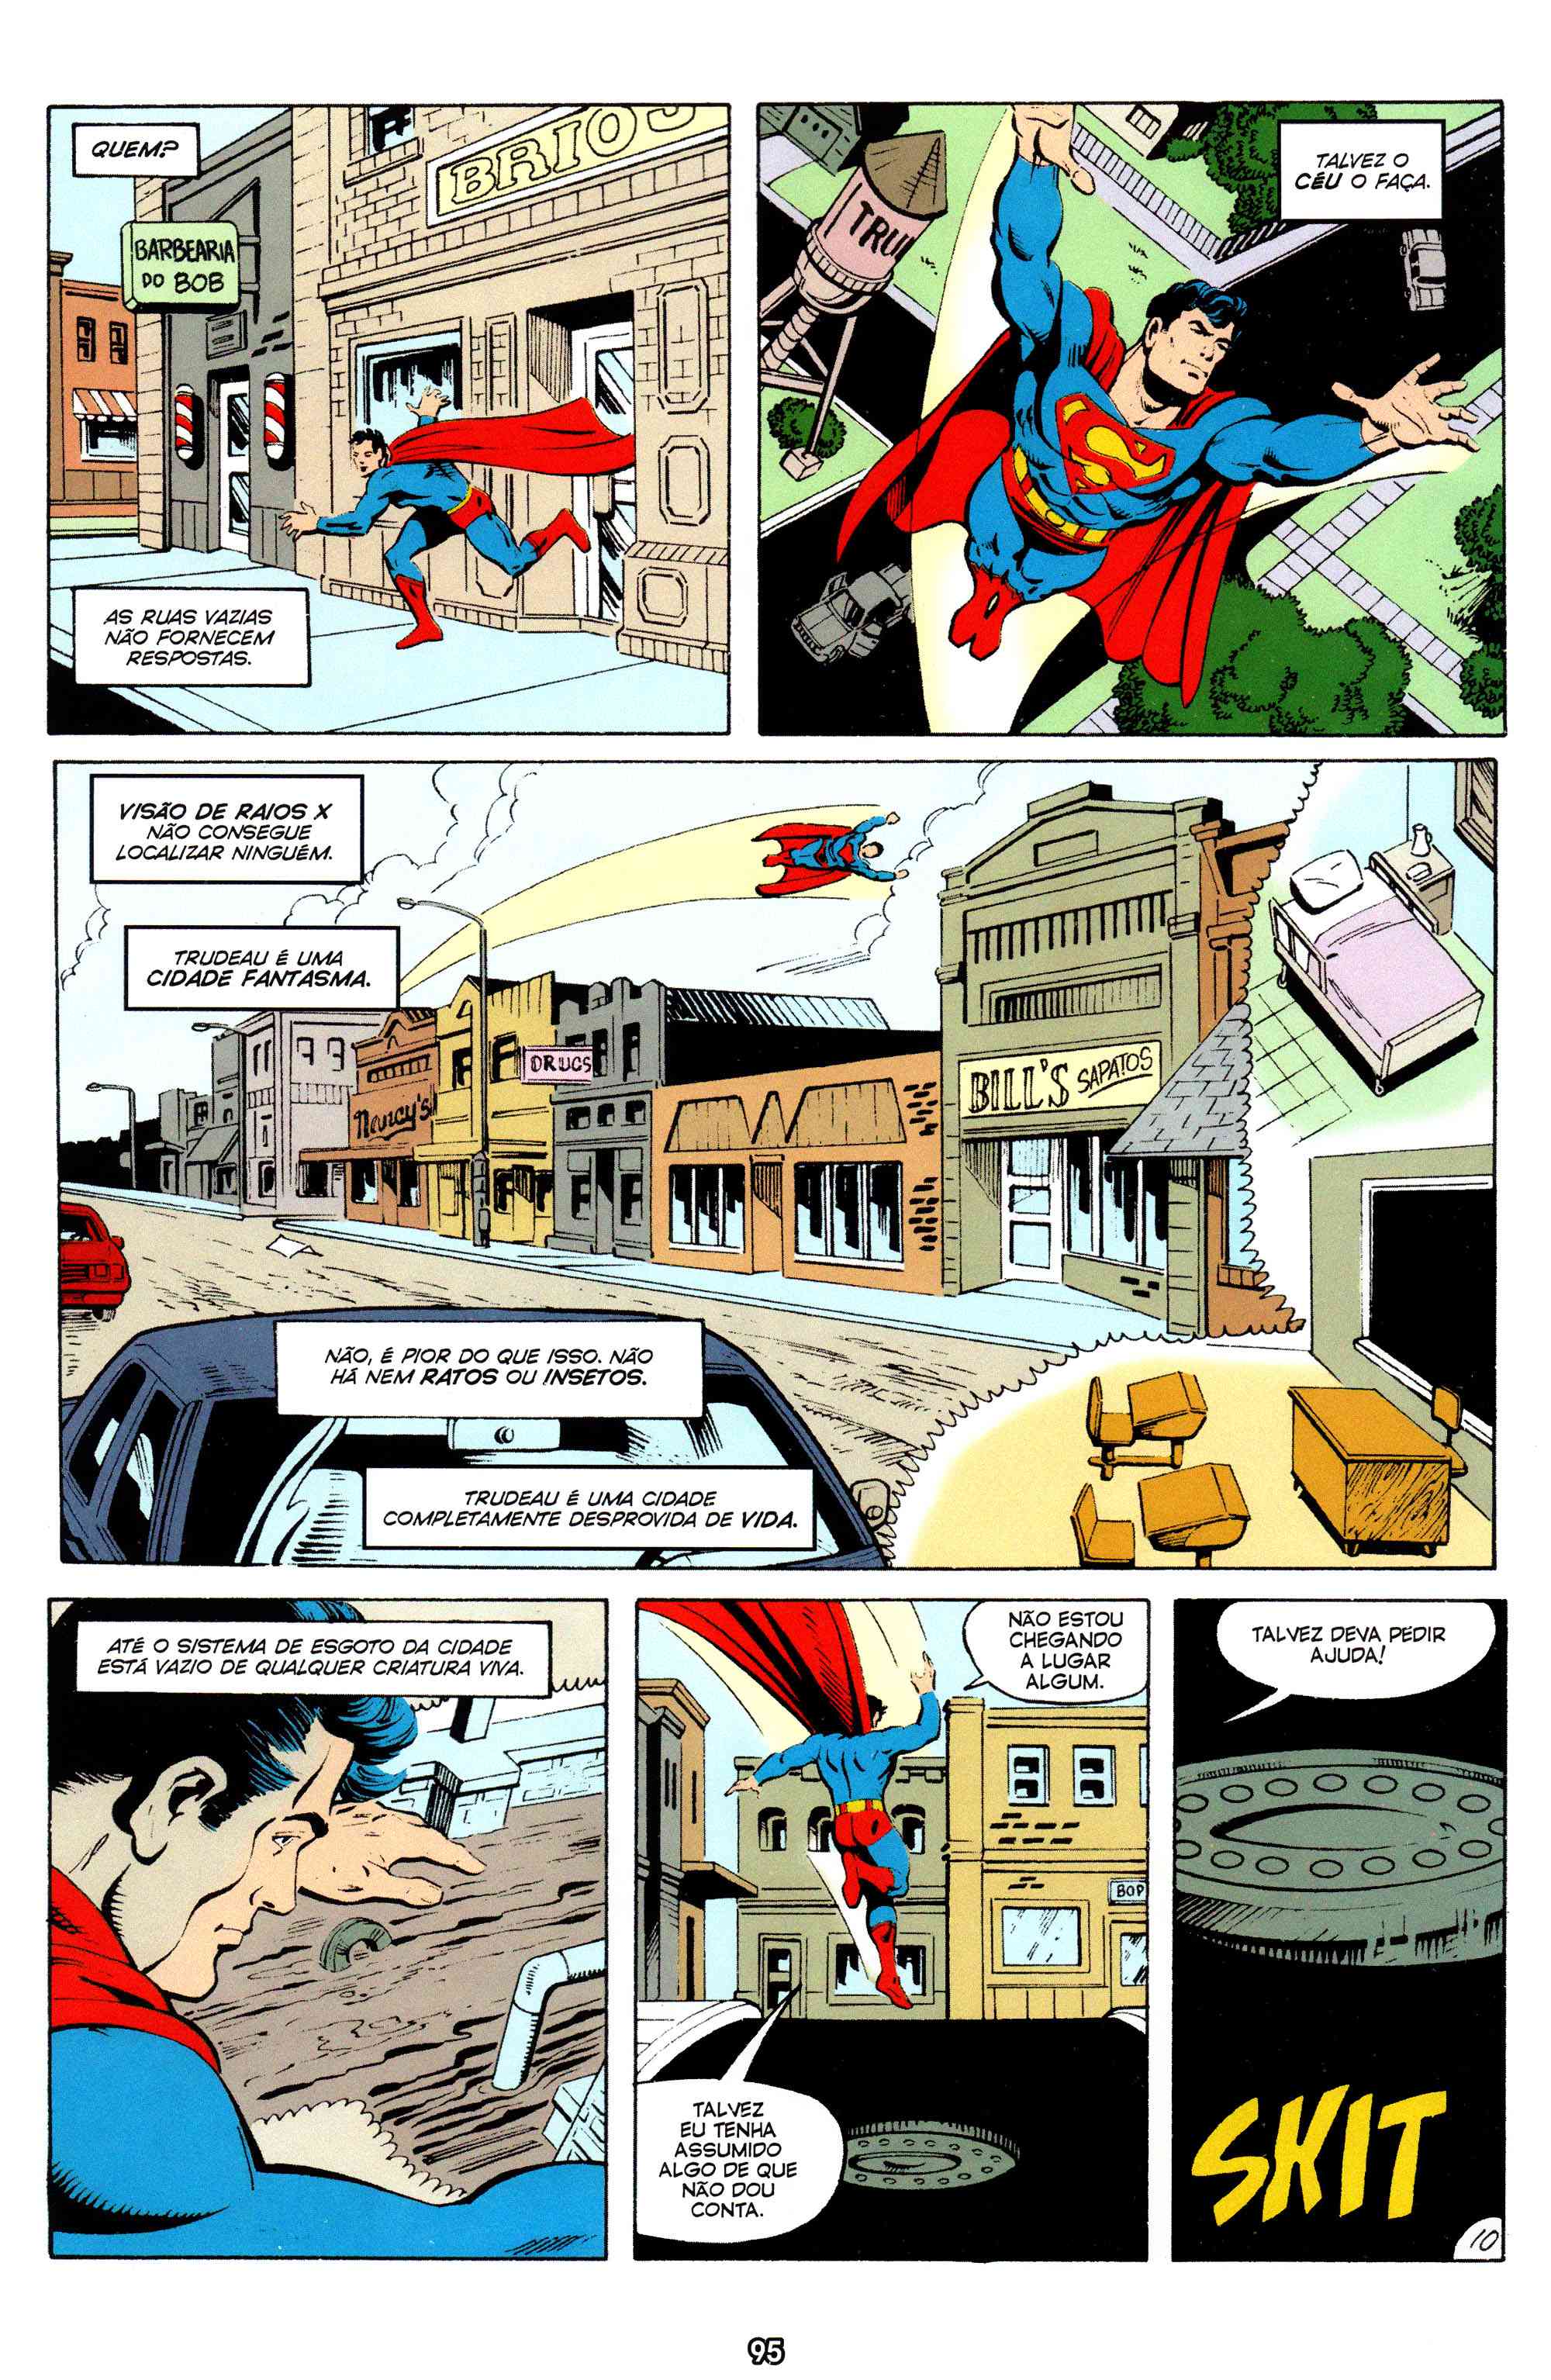 QUEM?
BRIOS
BARBEARIA
DO BOB
AS RUAS VAZIAS
NÃO FORNECEM
RESPOSTAS.
TALVEZ O
CÉU O FAÇA.
TRU
VISÃO DE RAIOS X
NÃO CONSEGUE
LOCALIZAR NINGUÉM.
TRUDEAU É UMA
CIDADE FANTASMA.
DRUGS
Nancy's
BILL'S SAPATOS
NÃO, É PIOR DO QUE ISSO. NÃO
HÁ NEM RATOS OU INSETOS.
TRUDEAU É UMA CIDADE
COMPLETAMENTE DESPROVIDA DE VIDA.
ATÉ O SISTEMA DE ESGOTO DA CIDADE
ESTÁ VAZIO DE QUALQUER CRIATURA VIVA.
NÃO ESTOU
CHEGANDO
A LUGAR
ALGUM.
BOP
TALVEZ
EU TENHA
ASSUMIDO
ALGO DE QUE
NÃO DOU
CONTA.
TALVEZ DEVA PEDIR
AJUDA!
SKIT
10
95